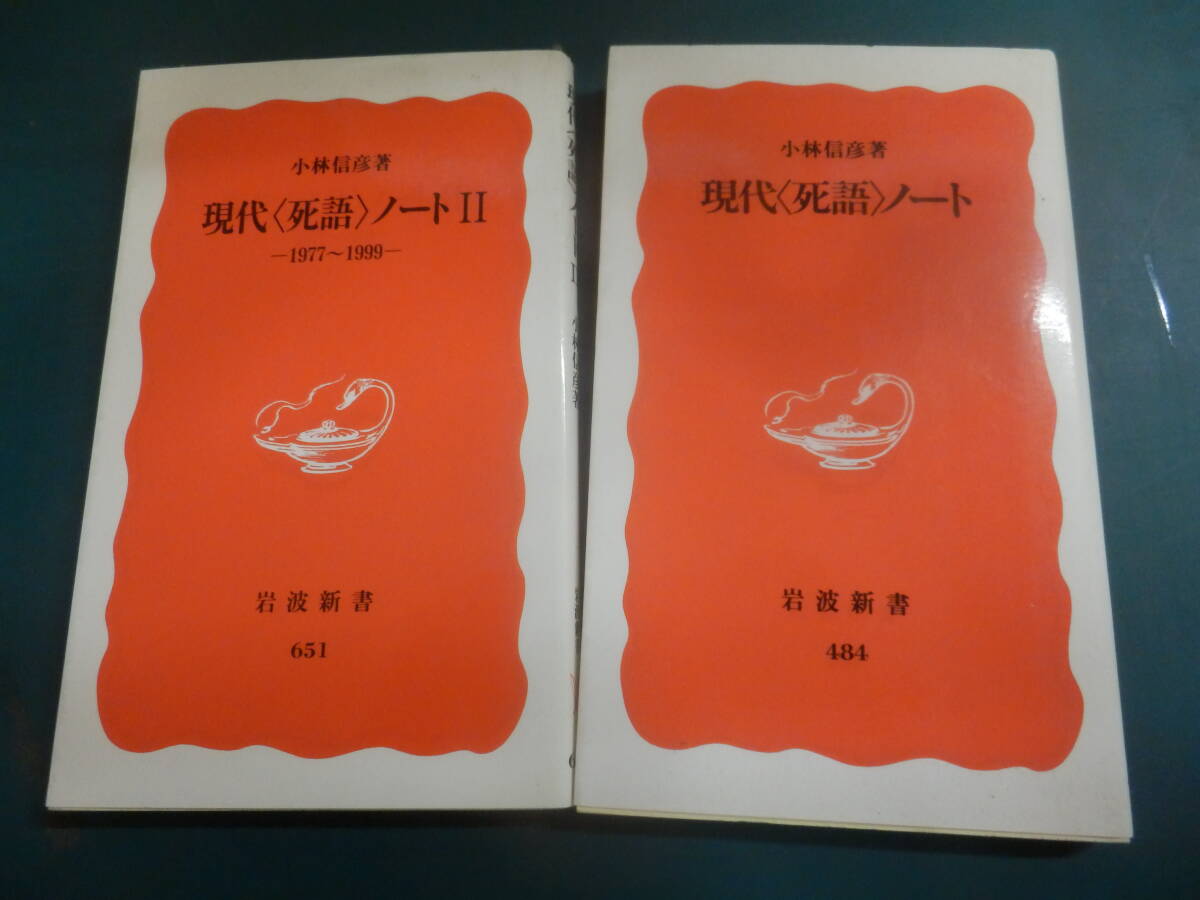 小林信彦著
現代〈死語〉ノートII
―1977～1999―
岩波新書
651
小林信彦著
現代〈死語〉ノート
岩波新書
484